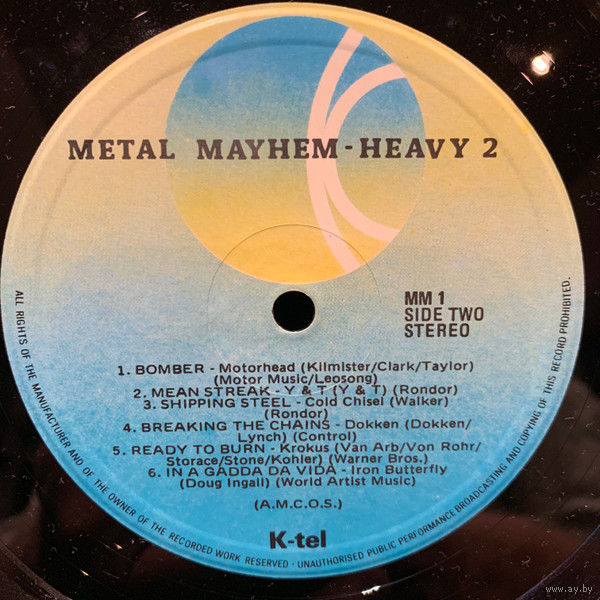 METAL MAYHEM - HEAVY 2
MM 1
SIDE TWO
STEREO
1. BOMBER - Motorhead (Kilmister/Clark/Taylor)
(Motor Music/Leosong)
2. MEAN STREAK - Y & T (Y & T) (Rondor)
3. SHIPPING STEEL - Cold Chisel (Walker)
(Rondor)
4. BREAKING THE CHAINS - Dokken (Dokken/
Lynch) (Control)
5. READY TO BURN - Krokus (Van Arb/Von Rohr/
Storace/Stone/Kohler) (Warner Bros.)
6. IN A GADDA DA VIDA - Iron Butterfly
(Doug Ingall) (World Artist Music)
(A.M.C.O.S.)
K-tel
ALL RIGHTS OF THE MANUFACTURER AND OF THE OWNER OF THE RECORDED WORK RESERVED · UNAUTHORISED PUBLIC PERFORMANCE BROADCASTING AND COPYING OF THIS RECORD PROHIBITED.
www.ay.by